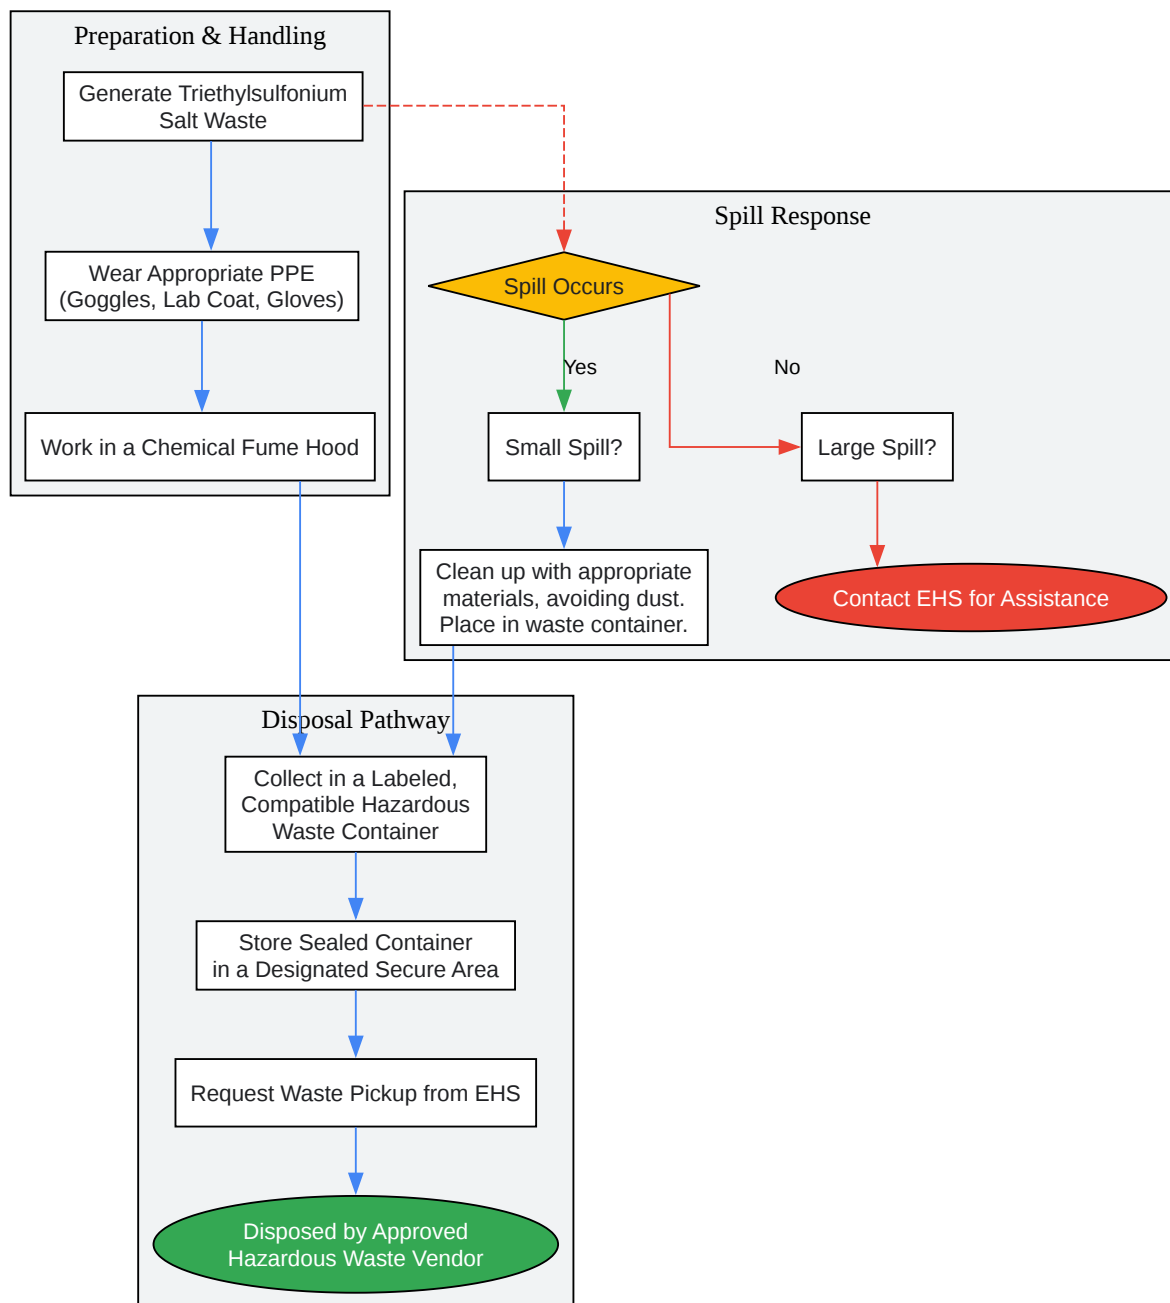 Preparation & Handling
Generate Triethylsulfonium
Salt Waste
Wear Appropriate PPE
(Goggles, Lab Coat, Gloves)
Work in a Chemical Fume Hood
Spill Response
Spill Occurs
Yes
No
Small Spill?
Large Spill?
Clean up with appropriate
materials, avoiding dust.
Place in waste container.
Contact EHS for Assistance
Disposal Pathway
Collect in a Labeled,
Compatible Hazardous
Waste Container
Store Sealed Container
in a Designated Secure Area
Request Waste Pickup from EHS
Disposed by Approved
Hazardous Waste Vendor